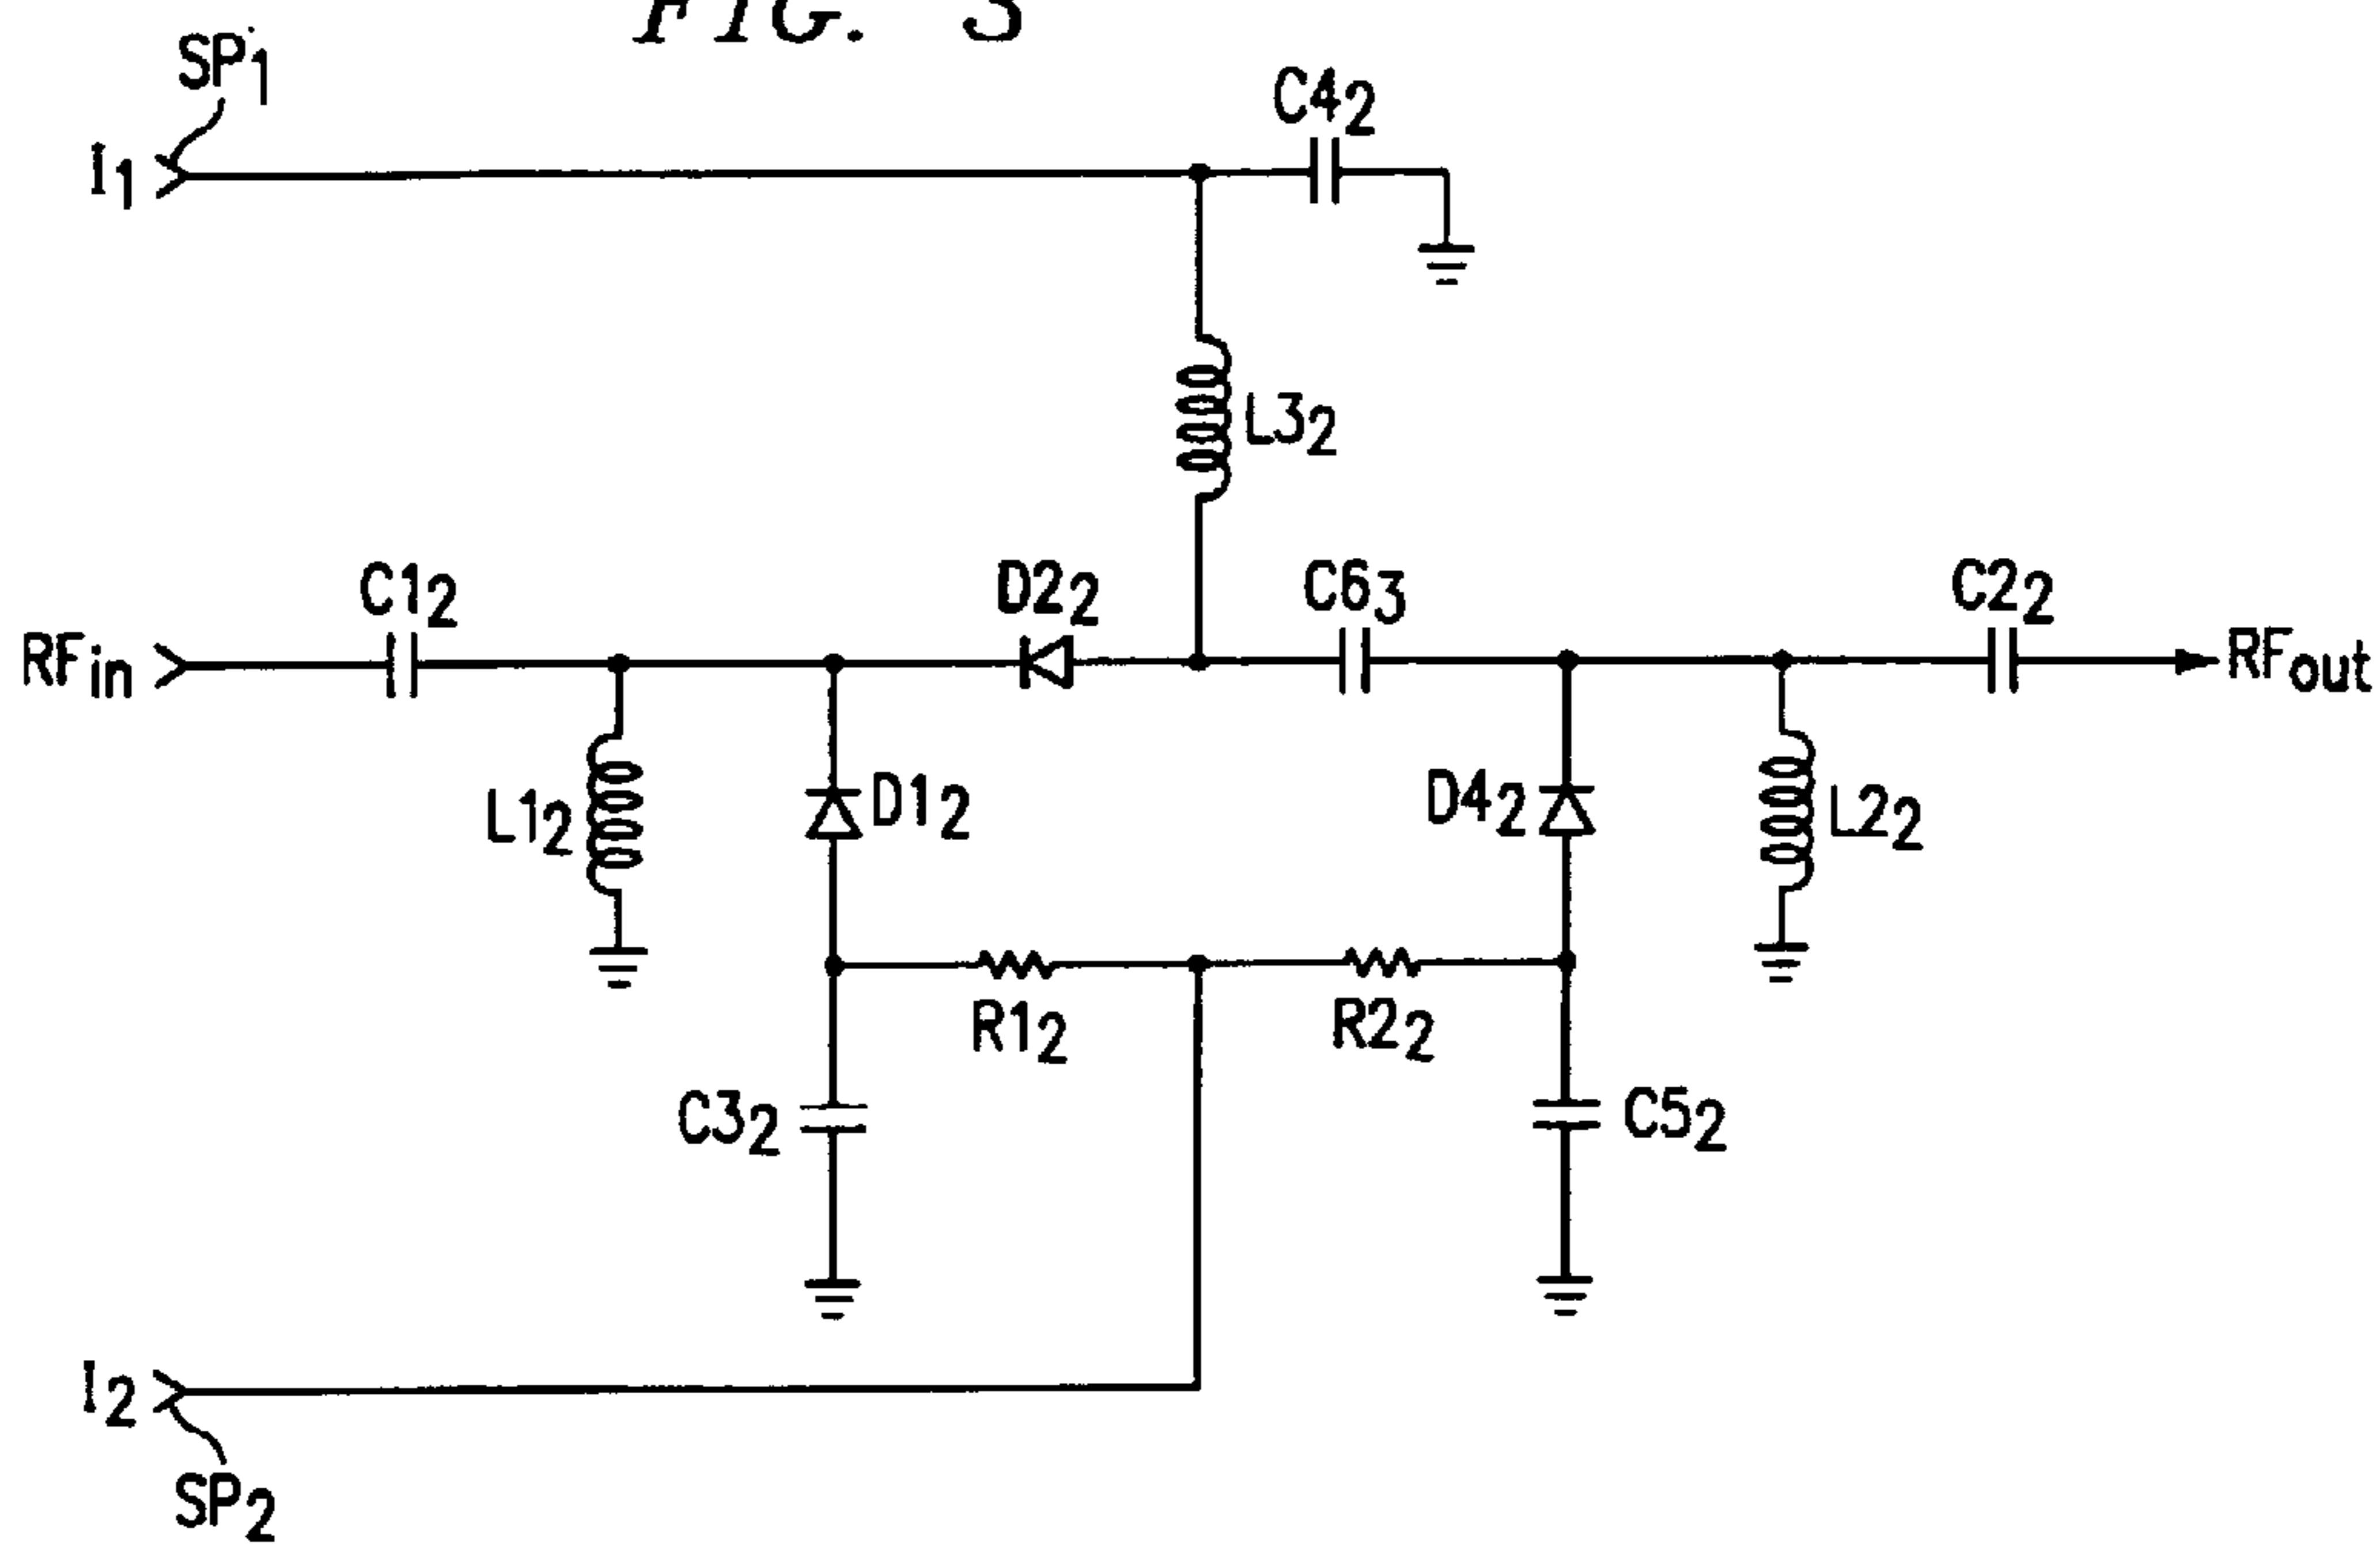 FIG. 3
SP1
I1
C42
L32
C12
D22
C63
C22
RFin
RFout
L12
D12
D42
L22
R12
R22
C32
C52
I2
SP2